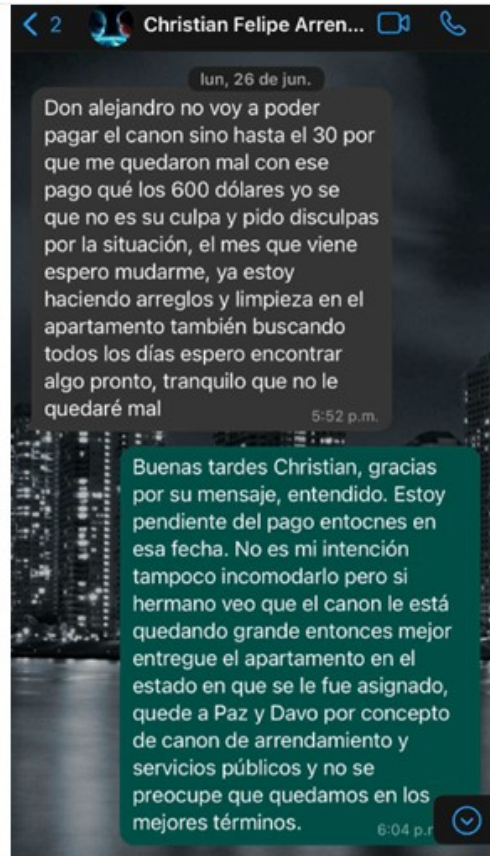 2 Christian Felipe Arren...
lun, 26 de jun.
Don alejandro no voy a poder
pagar el canon sino hasta el 30 por
que me quedaron mal con ese
pago qué los 600 dólares yo se
que no es su culpa y pido disculpas
por la situación, el mes que viene
espero mudarme, ya estoy
haciendo arreglos y limpieza en el
apartamento también buscando
todos los días espero encontrar
algo pronto, tranquilo que no le
quedaré mal
5:52 p.m.
Buenas tardes Christian, gracias
por su mensaje, entendido. Estoy
pendiente del pago entocnes en
esa fecha. No es mi intención
tampoco incomodarlo pero si
hermano veo que el canon le está
quedando grande entonces mejor
entregue el apartamento en el
estado en que se le fue asignado,
quede a Paz y Davo por concepto
de canon de arrendamiento y
servicios públicos y no se
preocupe que quedamos en los
mejores términos.
6:04 p.r